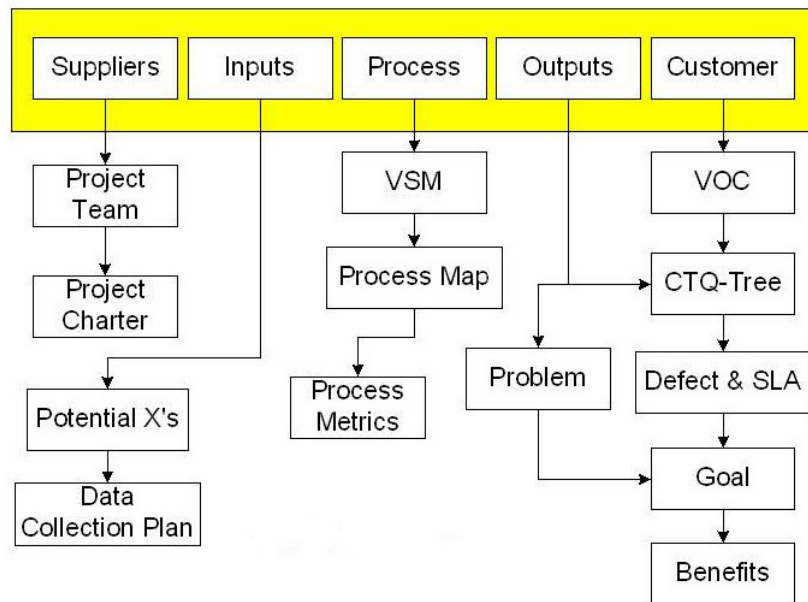 Suppliers
Inputs
Process
Outputs
Customer
Project
Team
VSM
VOC
Project
Charter
Process Map
CTQ-Tree
Potential X's
Process
Metrics
Problem
Defect & SLA
Data
Collection Plan
Goal
Benefits